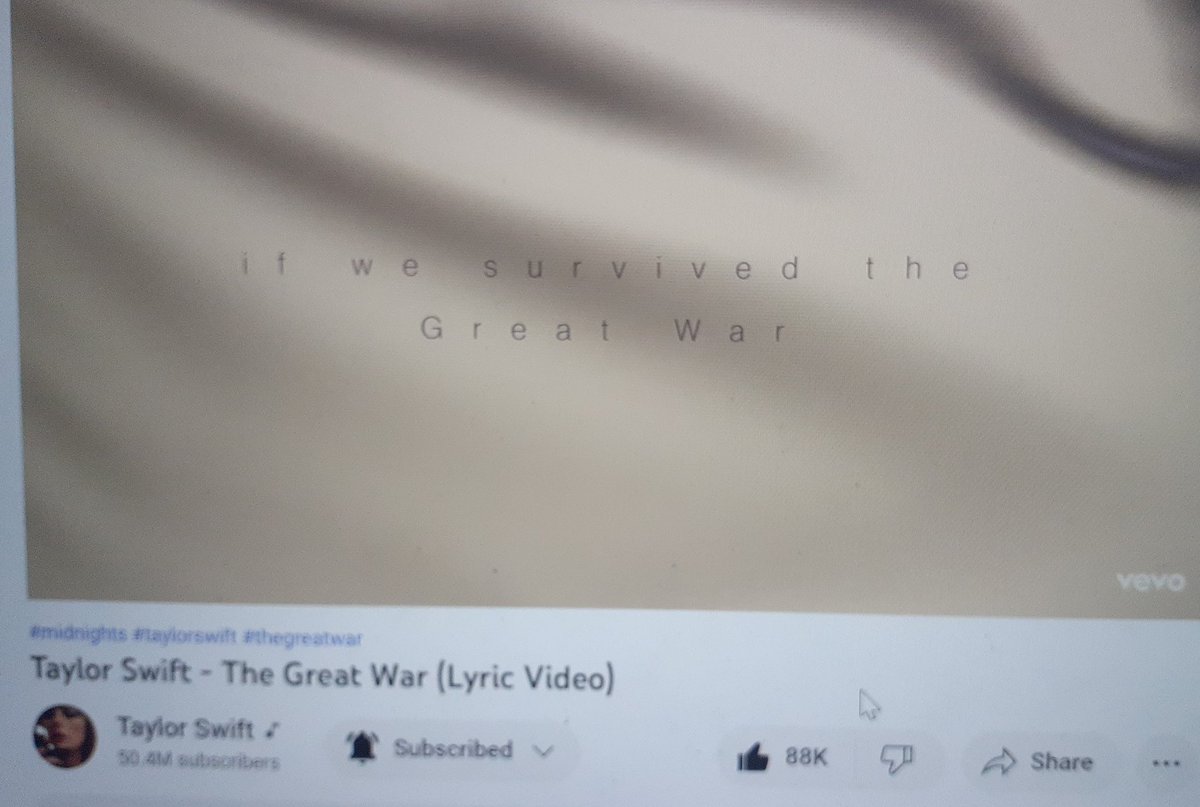 if we survived the
Great War
vevo
#midnights #taylorswift #thegreatwar
Taylor Swift - The Great War (Lyric Video)
Taylor Swift ♪
50.4M subscribers
Subscribed
88K
Share